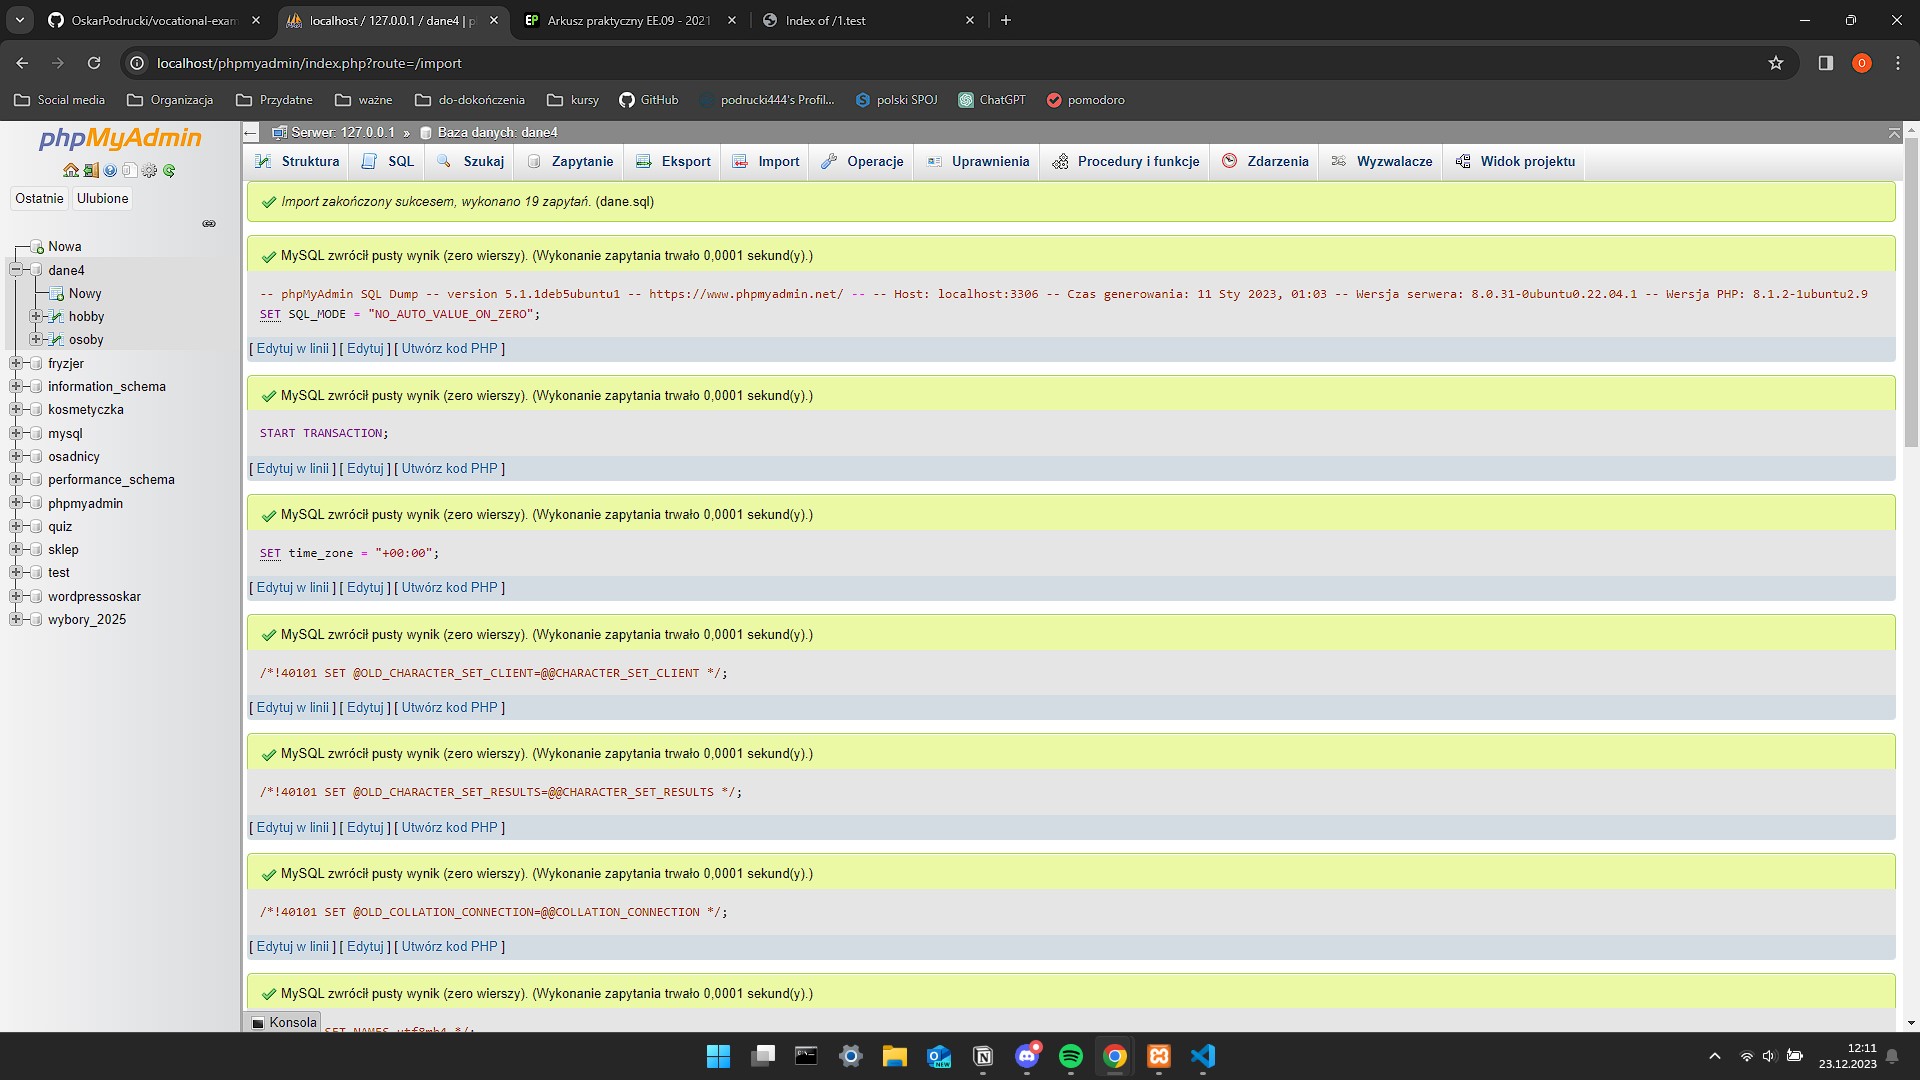 OskarPodrucki/vocational-exam
localhost / 127.0.0.1 / dane4 | p
EP Arkusz praktyczny EE.09 - 2021
Index of /1.test
localhost/phpmyadmin/index.php?route=/import
O
Social media
Organizacja
Przydatne
ważne
do-dokończenia
kursy
GitHub
podrucki444's Profil...
polski SPOJ
ChatGPT
pomodoro
phpMyAdmin
Ostatnie
Ulubione
Nowa
dane4
Nowy
hobby
osoby
fryzjer
information_schema
kosmetyczka
mysql
osadnicy
performance_schema
phpmyadmin
quiz
sklep
test
wordpressoskar
wybory_2025
Serwer: 127.0.0.1 » Baza danych: dane4
Struktura
SQL
Szukaj
Zapytanie
Eksport
Import
Operacje
Uprawnienia
Procedury i funkcje
Zdarzenia
Wyzwalacze
Widok projektu
Import zakończony sukcesem, wykonano 19 zapytań. (dane.sql)
MySQL zwrócił pusty wynik (zero wierszy). (Wykonanie zapytania trwało 0,0001 sekund(y).)
-- phpMyAdmin SQL Dump -- version 5.1.1deb5ubuntu1 -- https://www.phpmyadmin.net/ -- -- Host: localhost:3306 -- Czas generowania: 11 Sty 2023, 01:03 -- Wersja serwera: 8.0.31-0ubuntu0.22.04.1 -- Wersja PHP: 8.1.2-1ubuntu2.9
SET SQL_MODE = "NO_AUTO_VALUE_ON_ZERO";
[ Edytuj w linii ] [ Edytuj ] [ Utwórz kod PHP ]
MySQL zwrócił pusty wynik (zero wierszy). (Wykonanie zapytania trwało 0,0001 sekund(y).)
START TRANSACTION;
[ Edytuj w linii ] [ Edytuj ] [ Utwórz kod PHP ]
MySQL zwrócił pusty wynik (zero wierszy). (Wykonanie zapytania trwało 0,0001 sekund(y).)
SET time_zone = "+00:00";
[ Edytuj w linii ] [ Edytuj ] [ Utwórz kod PHP ]
MySQL zwrócił pusty wynik (zero wierszy). (Wykonanie zapytania trwało 0,0001 sekund(y).)
/*!40101 SET @OLD_CHARACTER_SET_CLIENT=@@CHARACTER_SET_CLIENT */;
[ Edytuj w linii ] [ Edytuj ] [ Utwórz kod PHP ]
MySQL zwrócił pusty wynik (zero wierszy). (Wykonanie zapytania trwało 0,0001 sekund(y).)
/*!40101 SET @OLD_CHARACTER_SET_RESULTS=@@CHARACTER_SET_RESULTS */;
[ Edytuj w linii ] [ Edytuj ] [ Utwórz kod PHP ]
MySQL zwrócił pusty wynik (zero wierszy). (Wykonanie zapytania trwało 0,0001 sekund(y).)
/*!40101 SET @OLD_COLLATION_CONNECTION=@@COLLATION_CONNECTION */;
[ Edytuj w linii ] [ Edytuj ] [ Utwórz kod PHP ]
MySQL zwrócił pusty wynik (zero wierszy). (Wykonanie zapytania trwało 0,0001 sekund(y).)
SET NAMES utf8mb4 */;
Konsola
12:11
23.12.2023